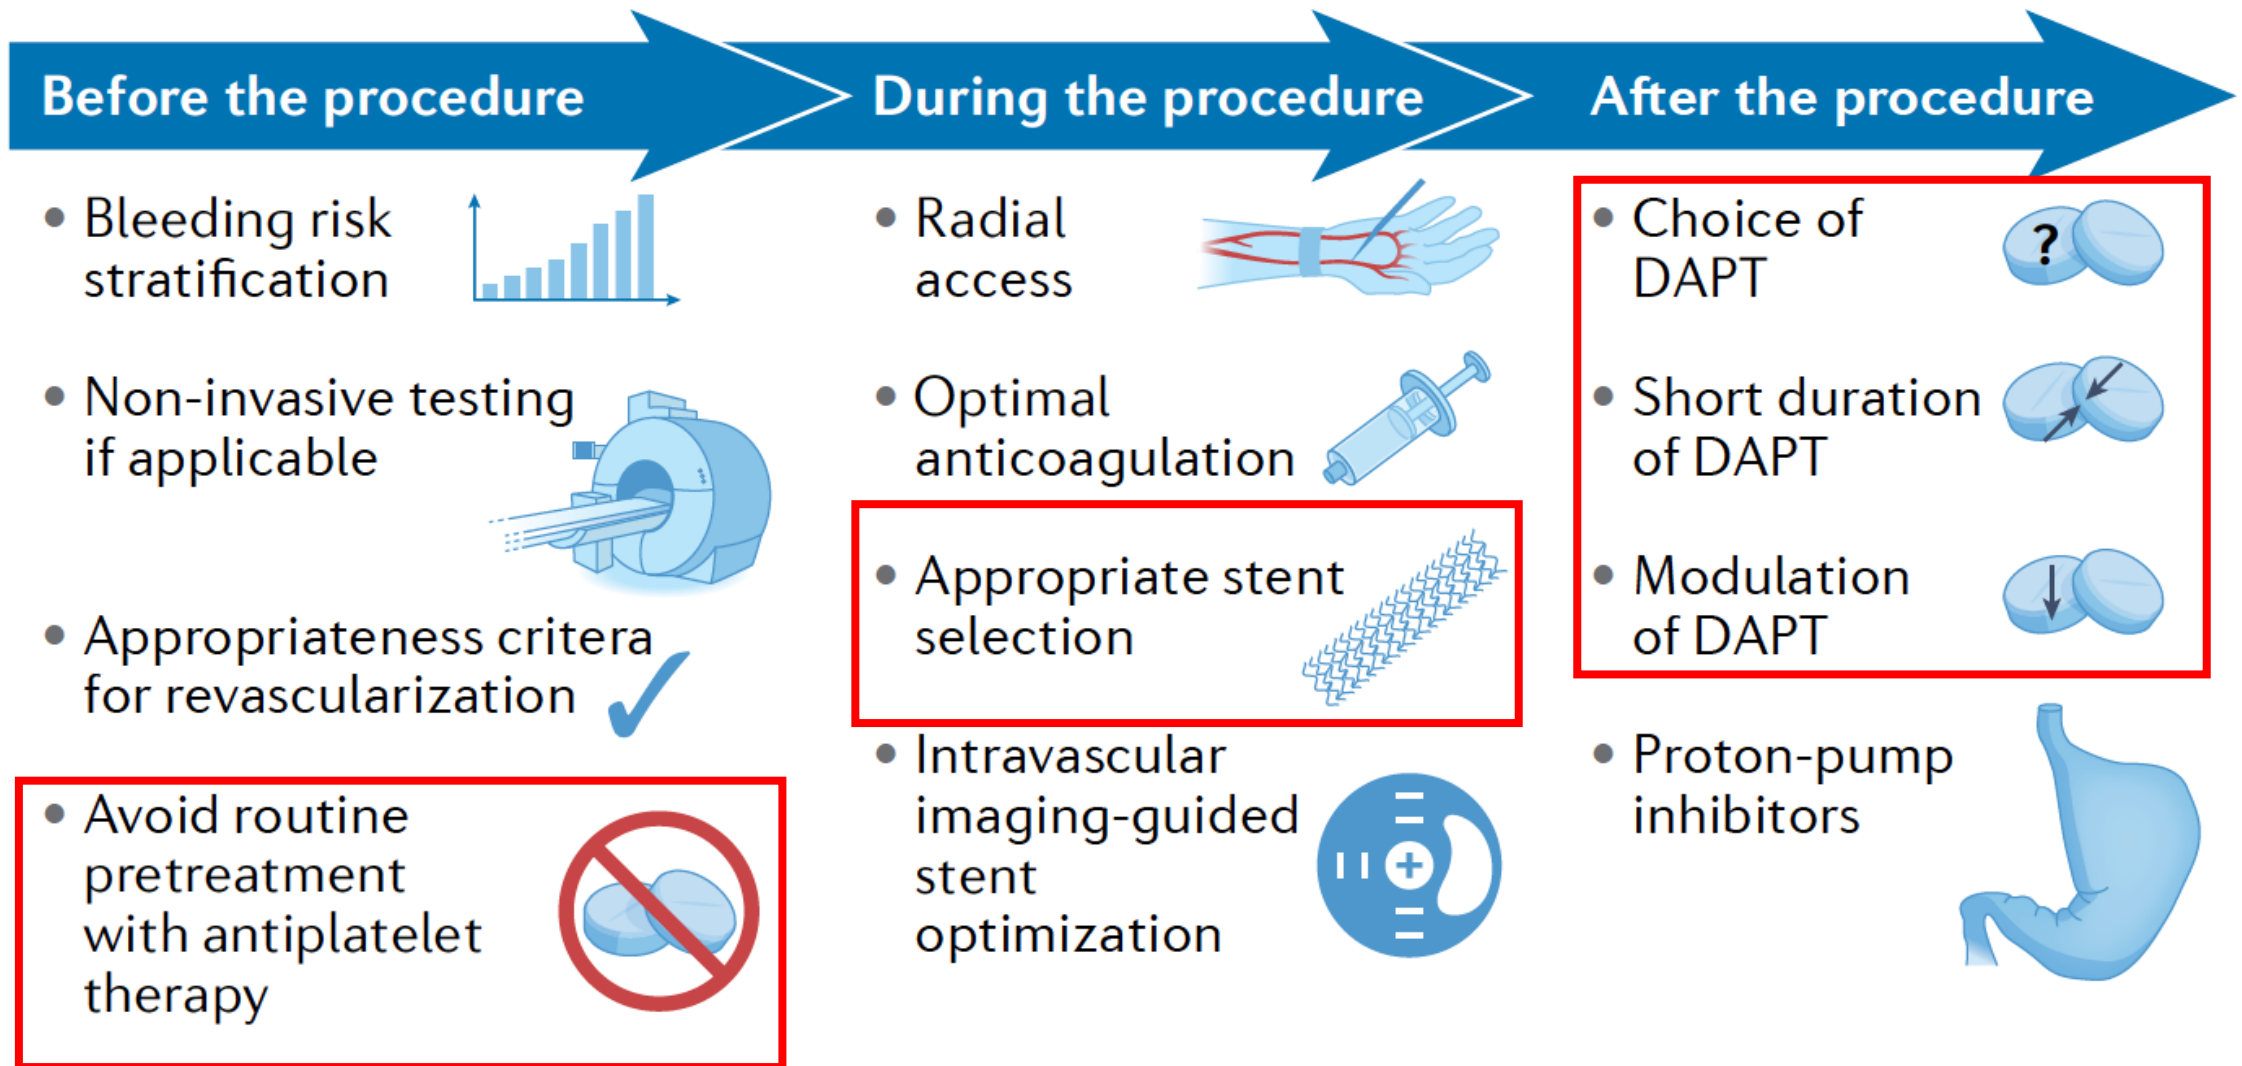 Before the procedure
• Bleeding risk
stratification
• Non-invasive testing
if applicable
• Appropriateness critera
for revascularization
• Avoid routine
pretreatment
with antiplatelet
therapy
During the procedure
• Radial
access
• Optimal
anticoagulation
• Appropriate stent
selection
• Intravascular
imaging-guided
stent
optimization
After the procedure
• Choice of
DAPT
?
• Short duration
of DAPT
• Modulation
of DAPT
• Proton-pump
inhibitors